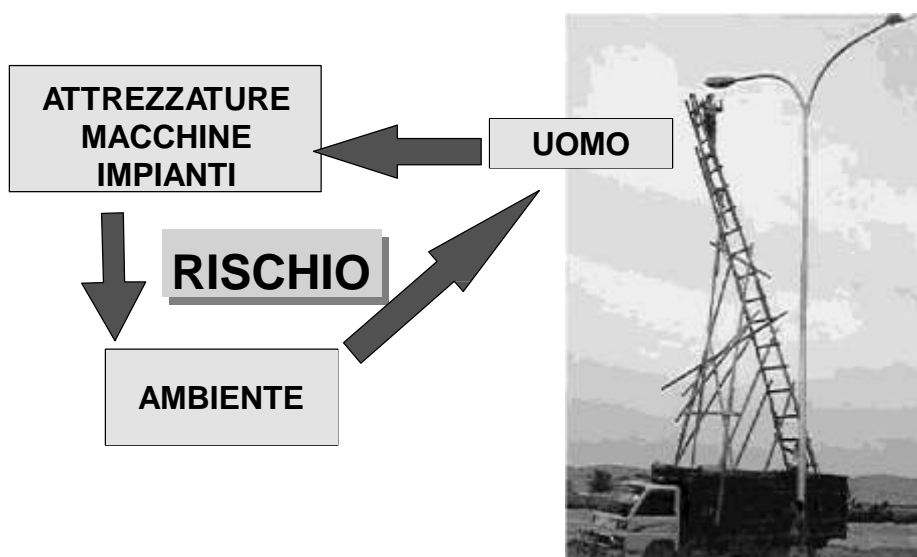 ATTREZZATURE
MACCHINE
IMPIANTI
UOMO
RISCHIO
AMBIENTE